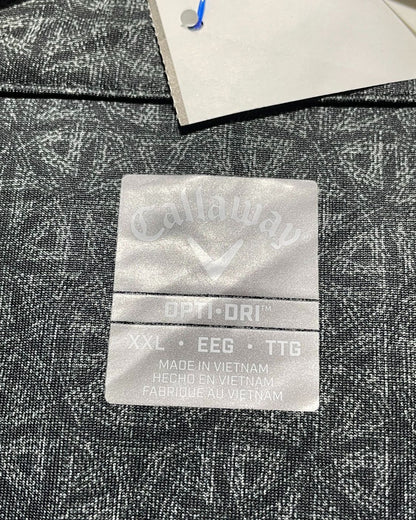 Callaway
OPTI•DRI™
XXL • EEG • TTG
MADE IN VIETNAM
HECHO EN VIETNAM
FABRIQUÉ AU VIETNAM